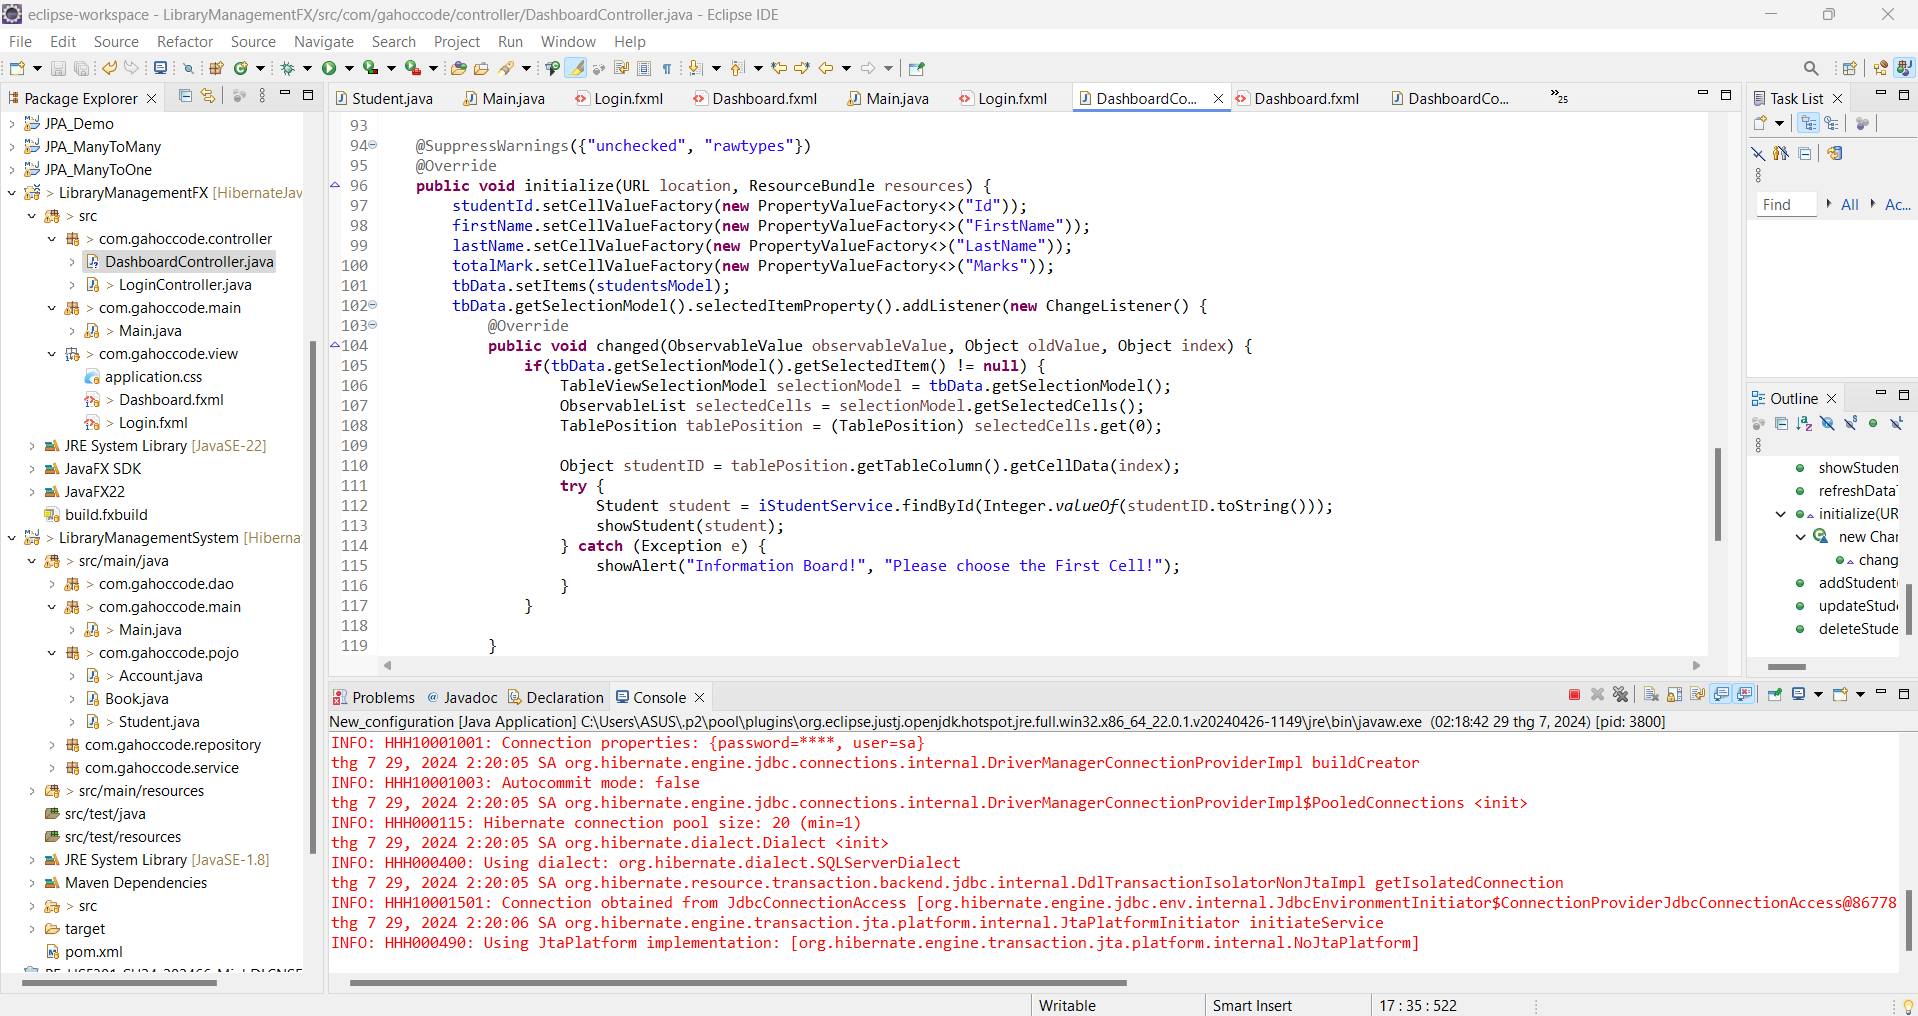 eclipse-workspace - LibraryManagementFX/src/com/gahoccode/controller/DashboardController.java - Eclipse IDE
File Edit Source Refactor Source Navigate Search Project Run Window Help
Package Explorer
JPA_Demo
JPA_ManyToMany
JPA_ManyToOne
> LibraryManagementFX [HibernateJav
> src
> com.gahoccode.controller
DashboardController.java
> LoginController.java
> com.gahoccode.main
> Main.java
> com.gahoccode.view
application.css
> Dashboard.fxml
> Login.fxml
JRE System Library [JavaSE-22]
JavaFX SDK
JavaFX22
build.fxbuild
> LibraryManagementSystem [Hiberna
> src/main/java
> com.gahoccode.dao
> com.gahoccode.main
> Main.java
> com.gahoccode.pojo
> Account.java
Book.java
> Student.java
> com.gahoccode.repository
> com.gahoccode.service
> src/main/resources
src/test/java
src/test/resources
JRE System Library [JavaSE-1.8]
Maven Dependencies
> src
target
pom.xml
Student.java Main.java Login.fxml Dashboard.fxml Main.java Login.fxml DashboardCo... Dashboard.fxml DashboardCo... »25
93
94 @SuppressWarnings({"unchecked", "rawtypes"})
95 @Override
96 public void initialize(URL location, ResourceBundle resources) {
97 studentId.setCellValueFactory(new PropertyValueFactory<>("Id"));
98 firstName.setCellValueFactory(new PropertyValueFactory<>("FirstName"));
99 lastName.setCellValueFactory(new PropertyValueFactory<>("LastName"));
100 totalMark.setCellValueFactory(new PropertyValueFactory<>("Marks"));
101 tbData.setItems(studentsModel);
102 tbData.getSelectionModel().selectedItemProperty().addListener(new ChangeListener() {
103 @Override
104 public void changed(ObservableValue observableValue, Object oldValue, Object index) {
105 if(tbData.getSelectionModel().getSelectedItem() != null) {
106 TableViewSelectionModel selectionModel = tbData.getSelectionModel();
107 ObservableList selectedCells = selectionModel.getSelectedCells();
108 TablePosition tablePosition = (TablePosition) selectedCells.get(0);
109
110 Object studentID = tablePosition.getTableColumn().getCellData(index);
111 try {
112 Student student = iStudentService.findById(Integer.valueOf(studentID.toString()));
113 showStudent(student);
114 } catch (Exception e) {
115 showAlert("Information Board!", "Please choose the First Cell!");
116 }
117 }
118
119 }
Task List
Find All Ac...
Outline
showStuden
refreshData
initialize(UR
new Char
chang
addStudent
updateStud
deleteStude
Problems Javadoc Declaration Console
New_configuration [Java Application] C:\Users\ASUS\.p2\pool\plugins\org.eclipse.justj.openjdk.hotspot.jre.full.win32.x86_64_22.0.1.v20240426-1149\jre\bin\javaw.exe (02:18:42 29 thg 7, 2024) [pid: 3800]
INFO: HHH10001001: Connection properties: {password=****, user=sa}
thg 7 29, 2024 2:20:05 SA org.hibernate.engine.jdbc.connections.internal.DriverManagerConnectionProviderImpl buildCreator
INFO: HHH10001003: Autocommit mode: false
thg 7 29, 2024 2:20:05 SA org.hibernate.engine.jdbc.connections.internal.DriverManagerConnectionProviderImpl$PooledConnections <init>
INFO: HHH000115: Hibernate connection pool size: 20 (min=1)
thg 7 29, 2024 2:20:05 SA org.hibernate.dialect.Dialect <init>
INFO: HHH000400: Using dialect: org.hibernate.dialect.SQLServerDialect
thg 7 29, 2024 2:20:05 SA org.hibernate.resource.transaction.backend.jdbc.internal.DdlTransactionIsolatorNonJtaImpl getIsolatedConnection
INFO: HHH10001501: Connection obtained from JdbcConnectionAccess [org.hibernate.engine.jdbc.env.internal.JdbcEnvironmentInitiator$ConnectionProviderJdbcConnectionAccess@86778
thg 7 29, 2024 2:20:06 SA org.hibernate.engine.transaction.jta.platform.internal.JtaPlatformInitiator initiateService
INFO: HHH000490: Using JtaPlatform implementation: [org.hibernate.engine.transaction.jta.platform.internal.NoJtaPlatform]
Writable Smart Insert 17 : 35 : 522